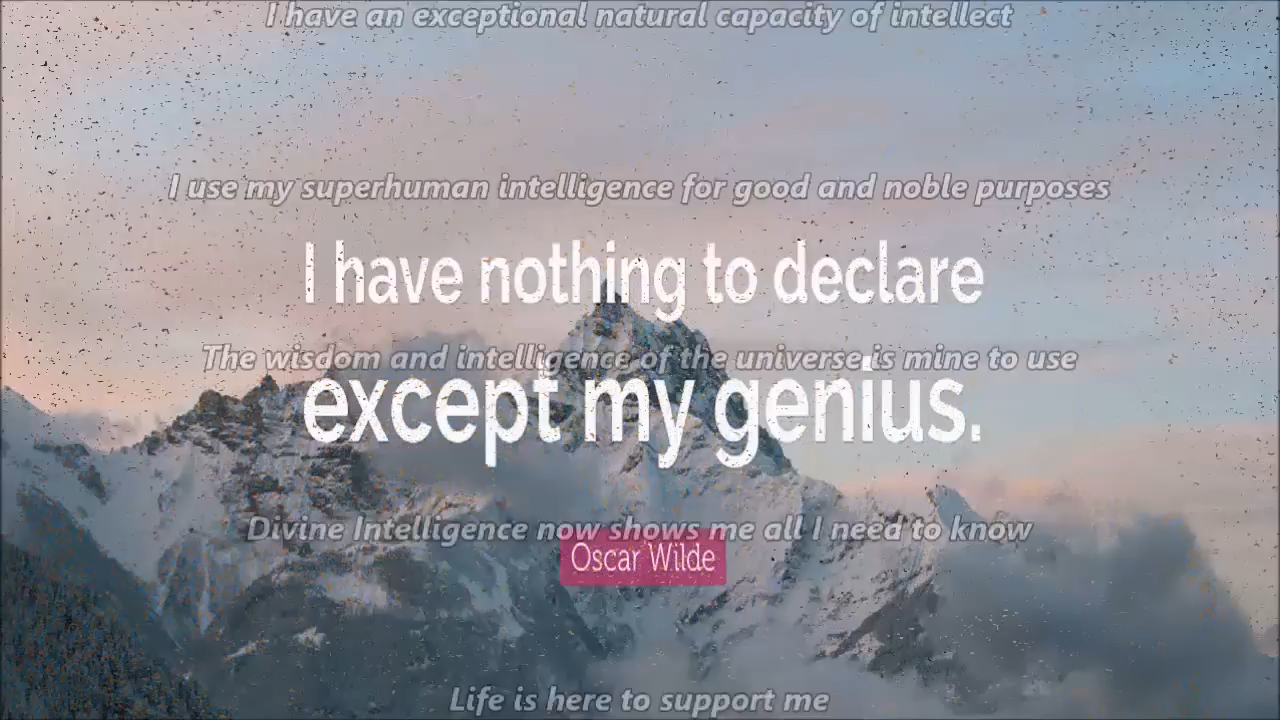 I have an exceptional natural capacity of intellect
I use my superhuman intelligence for good and noble purposes
I have nothing to declare
The wisdom and intelligence of the universe is mine to use
except my genius.
Divine Intelligence now shows me all I need to know
Oscar Wilde
Life is here to support me